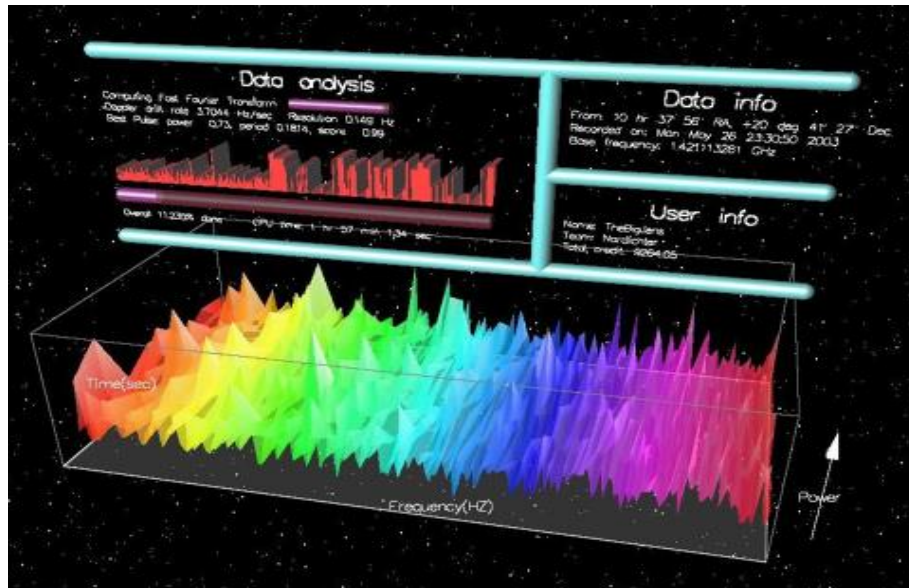 Data analysis
Computing Fast Fourier Transform
Doppler drift rate 3.7044 Hz/sec Resolution 0.149 Hz
Best Pulse power 0.73, period 0.1814, score 0.99
Overall 11.230% done CPU time: 1 hr 57 min 1.34 sec
Data info
From: 10 hr 37 56" RA, +20 deg 41' 27" Dec
Recorded on: Mon May 26 23:30:50 2003
Base frequency: 1.421113281 GHz
User info
Name: TheBigJens
Team: Nordlichter
Total credit:
Time(sec)
Frequency(HZ)
Power